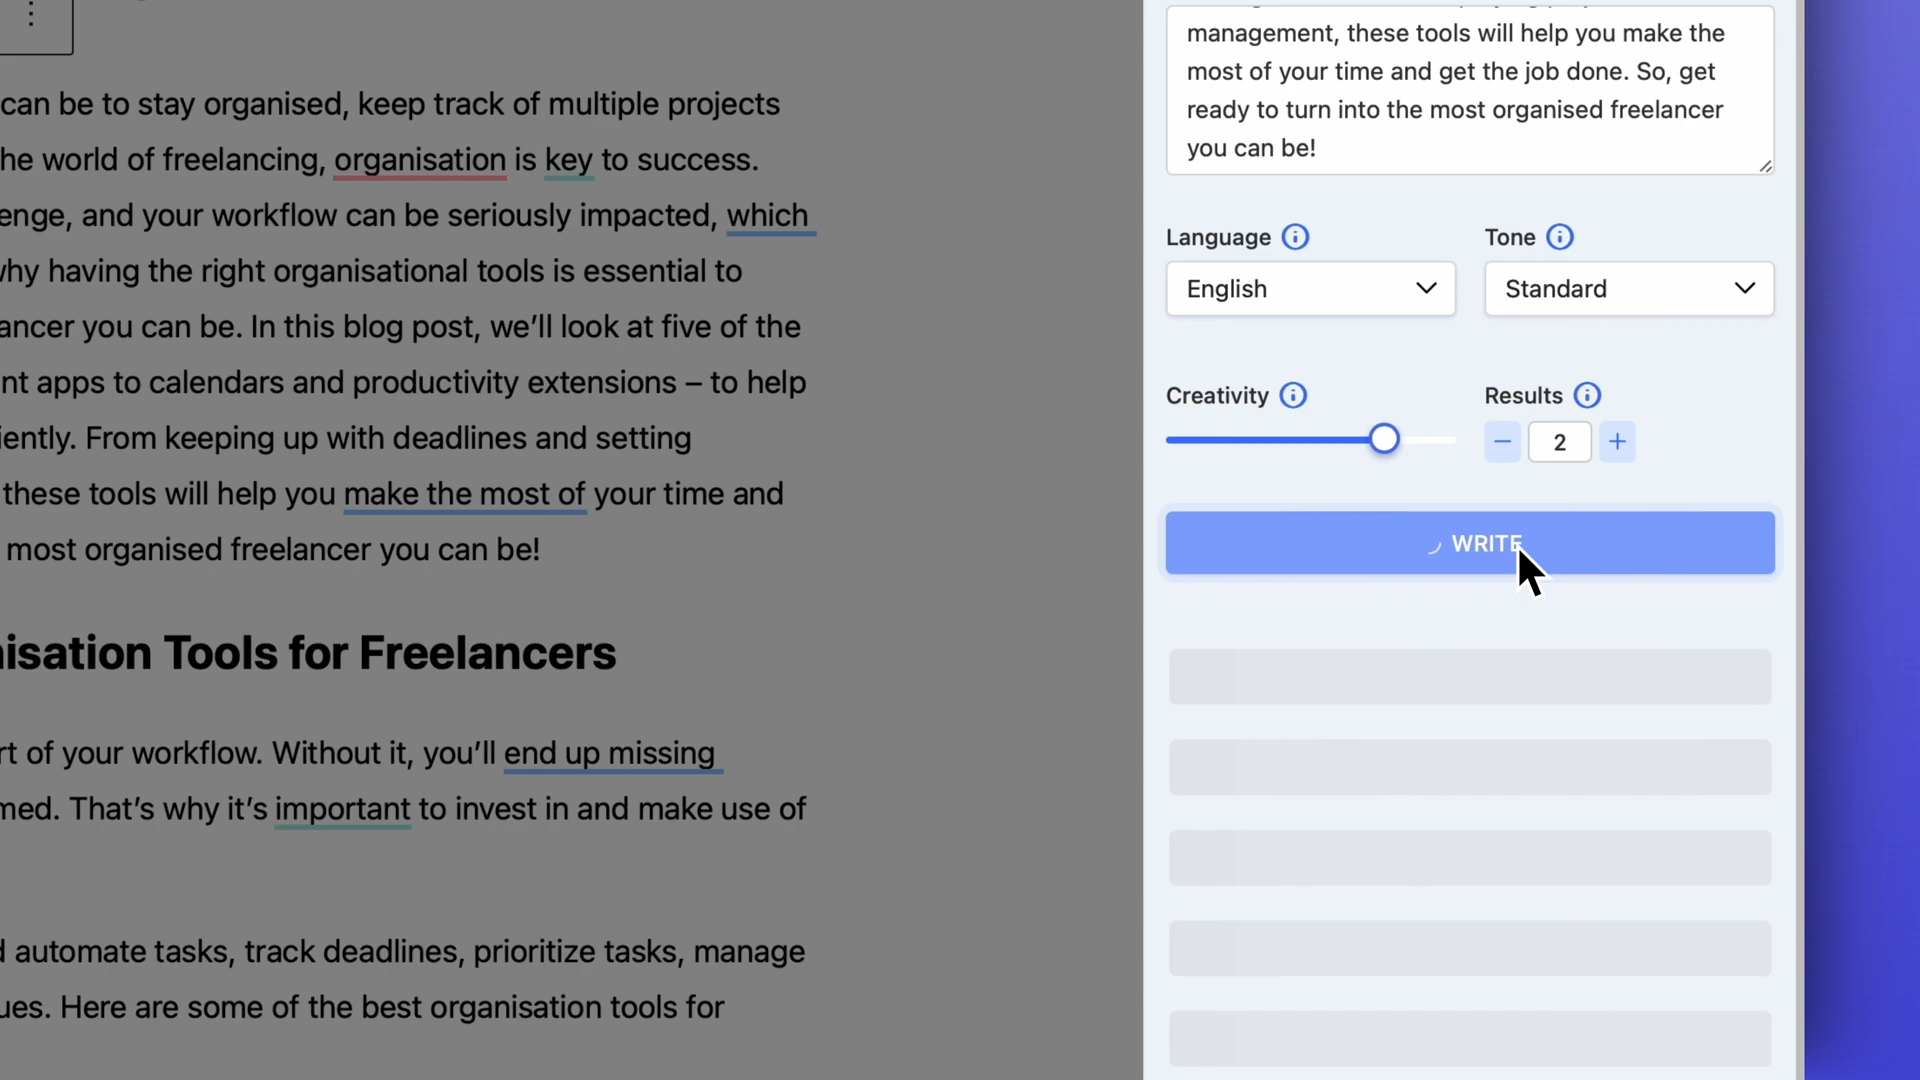 can be to stay organised, keep track of multiple projects
he world of freelancing, organisation is key to success.
enge, and your workflow can be seriously impacted, which
why having the right organisational tools is essential to
ancer you can be. In this blog post, we'll look at five of the
nt apps to calendars and productivity extensions – to help
iently. From keeping up with deadlines and setting
these tools will help you make the most of your time and
most organised freelancer you can be!
nisation Tools for Freelancers
rt of your workflow. Without it, you'll end up missing
med. That's why it's important to invest in and make use of
d automate tasks, track deadlines, prioritize tasks, manage
ues. Here are some of the best organisation tools for
management, these tools will help you make the
most of your time and get the job done. So, get
ready to turn into the most organised freelancer
you can be!
Language
Tone
English
Standard
Creativity
Results
2
WRITE